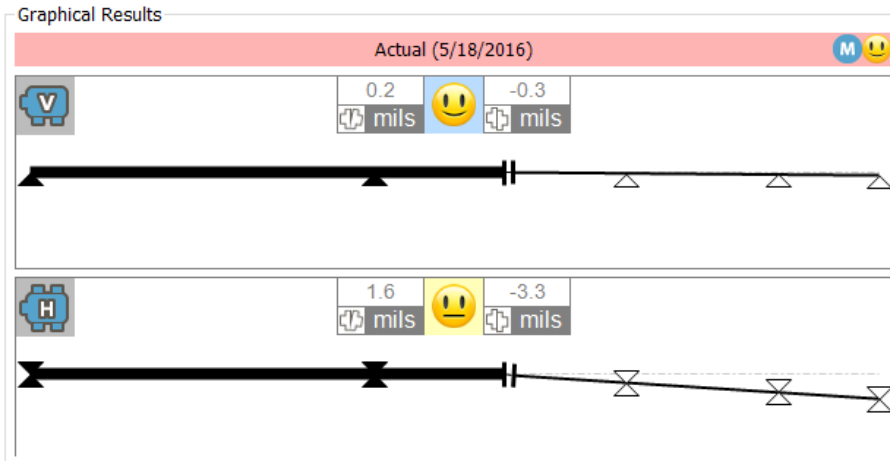 Graphical Results
Actual (5/18/2016) M
V 0.2 -0.3
mils mils
H 1.6 -3.3
mils mils